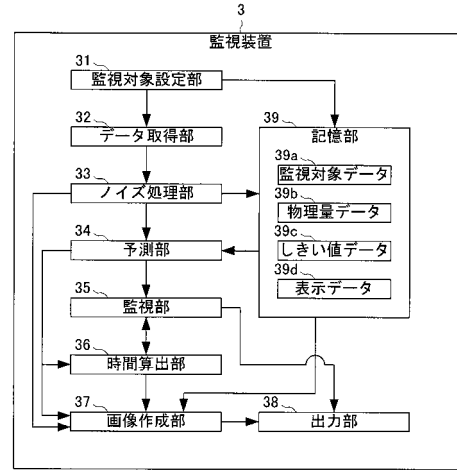 3
監視装置
31
監視対象設定部
32
データ取得部
33
ノイズ処理部
34
予測部
35
監視部
36
時間算出部
37
画像作成部
38
出力部
39
記憶部
39a
監視対象データ
39b
物理量データ
39c
しきい値データ
39d
表示データ